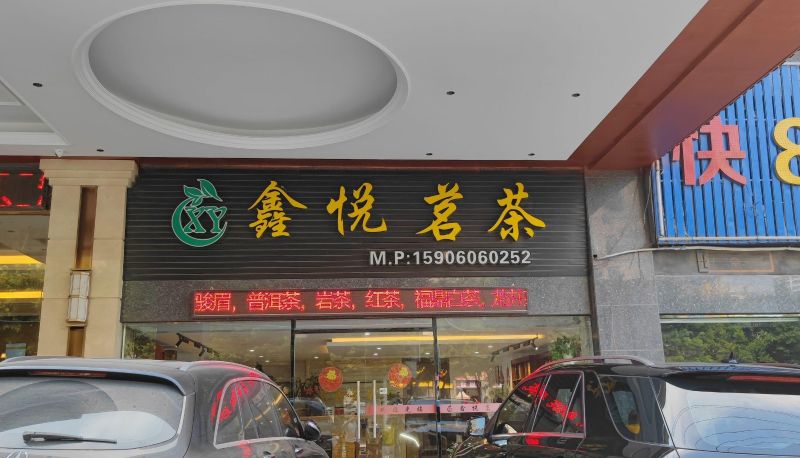 鑫悦茗茶
M.P:15906060252
骏眉, 普洱茶, 岩茶, 红茶, 福鼎白茶,
快8